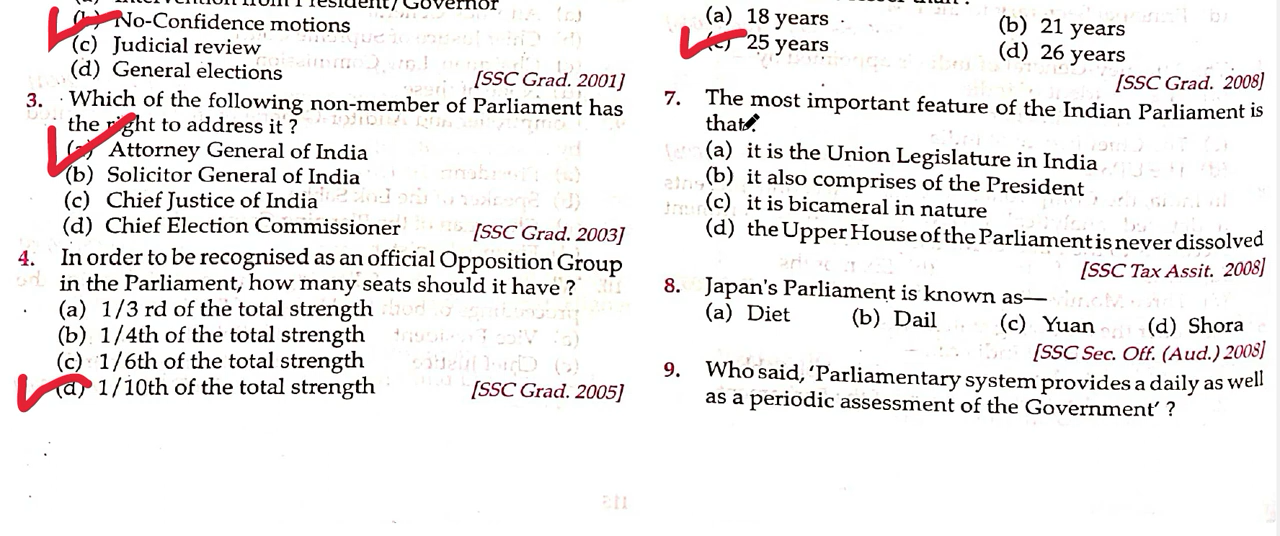 No-Confidence motions
(c) Judicial review
(d) General elections [SSC Grad. 2001]
3. Which of the following non-member of Parliament has
the right to address it ?
(a) Attorney General of India
(b) Solicitor General of India
(c) Chief Justice of India
(d) Chief Election Commissioner [SSC Grad. 2003]
4. In order to be recognised as an official Opposition Group
in the Parliament, how many seats should it have ?
(a) 1/3 rd of the total strength
(b) 1/4th of the total strength
(c) 1/6th of the total strength
(d) 1/10th of the total strength [SSC Grad. 2005]
(a) 18 years (b) 21 years
(c) 25 years (d) 26 years
[SSC Grad. 2008]
7. The most important feature of the Indian Parliament is
that
(a) it is the Union Legislature in India
(b) it also comprises of the President
(c) it is bicameral in nature
(d) the Upper House of the Parliament is never dissolved
[SSC Tax Assit. 2008]
8. Japan's Parliament is known as—
(a) Diet (b) Dail (c) Yuan (d) Shora
[SSC Sec. Off. (Aud.) 2008]
9. Who said, 'Parliamentary system provides a daily as well
as a periodic assessment of the Government' ?